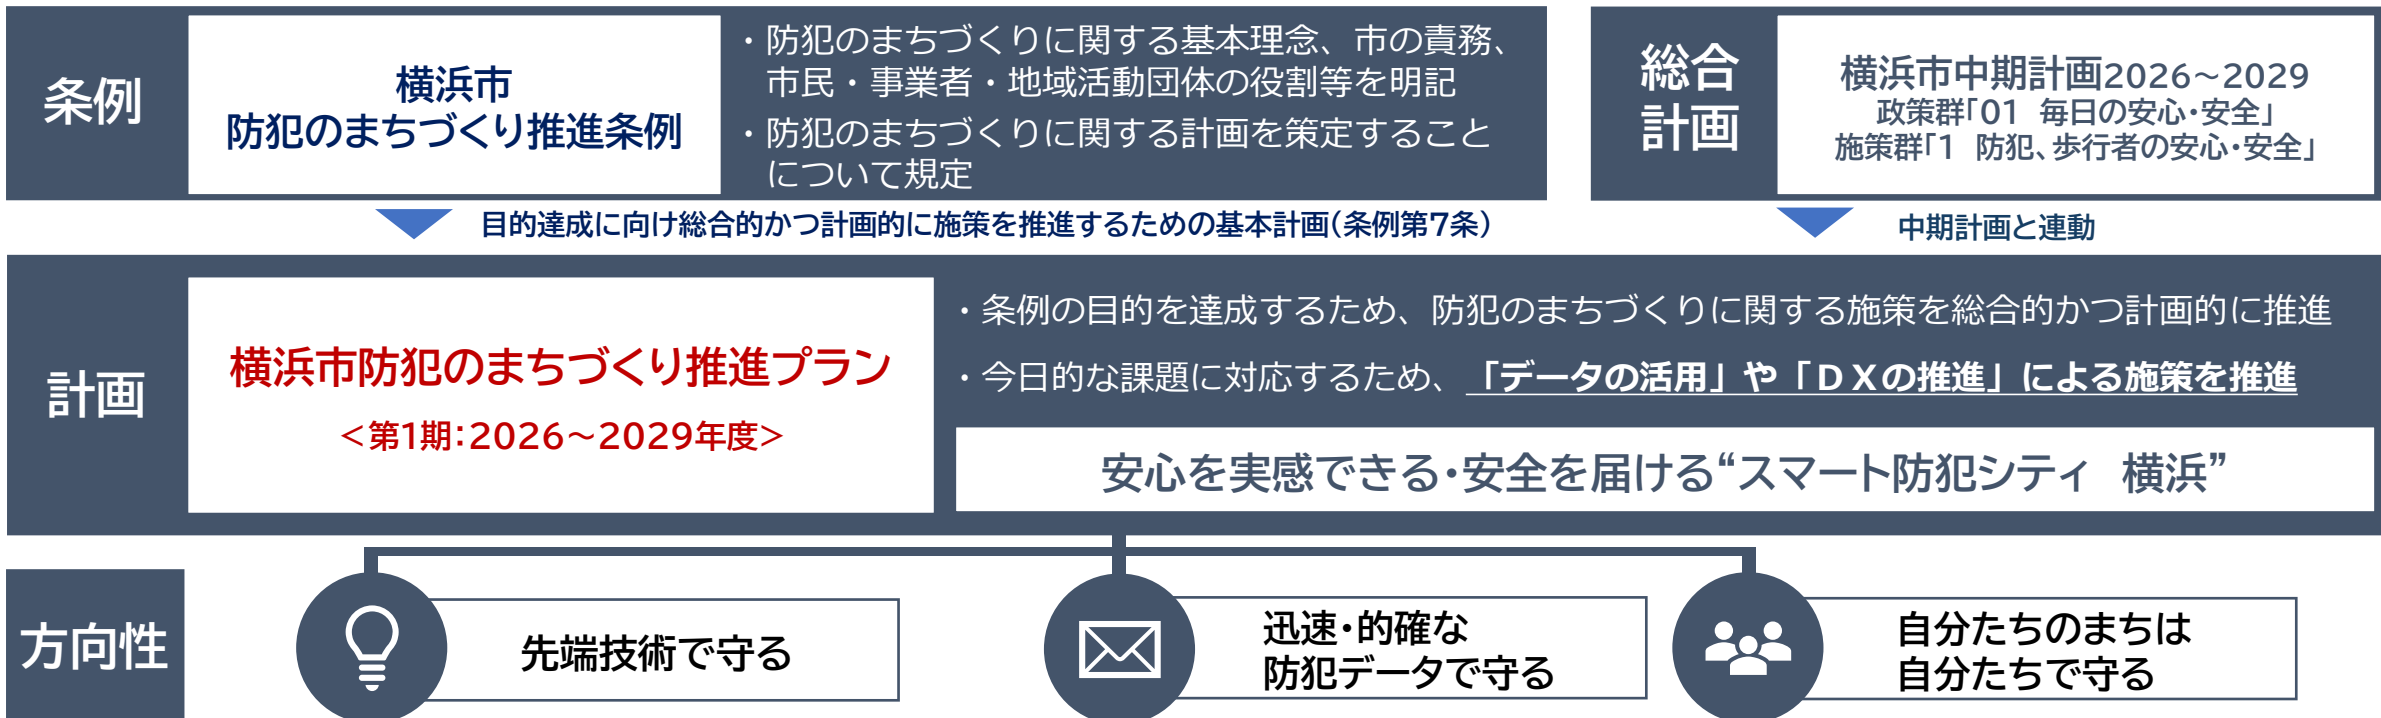 条例
横浜市
防犯のまちづくり推進条例
・防犯のまちづくりに関する基本理念、市の責務、
市民・事業者・地域活動団体の役割等を明記
・防犯のまちづくりに関する計画を策定すること
について規定
総合
計画
横浜市中期計画2026～2029
政策群「01 毎日の安心・安全」
施策群「1 防犯、歩行者の安心・安全」
目的達成に向け総合的かつ計画的に施策を推進するための基本計画（条例第7条）
中期計画と連動
計画
横浜市防犯のまちづくり推進プラン
＜第1期：2026～2029年度＞
・条例の目的を達成するため、防犯のまちづくりに関する施策を総合的かつ計画的に推進
・今日的な課題に対応するため、「データの活用」や「ＤＸの推進」による施策を推進
安心を実感できる・安全を届ける“スマート防犯シティ　横浜”
方向性
先端技術で守る
迅速・的確な
防犯データで守る
自分たちのまちは
自分たちで守る